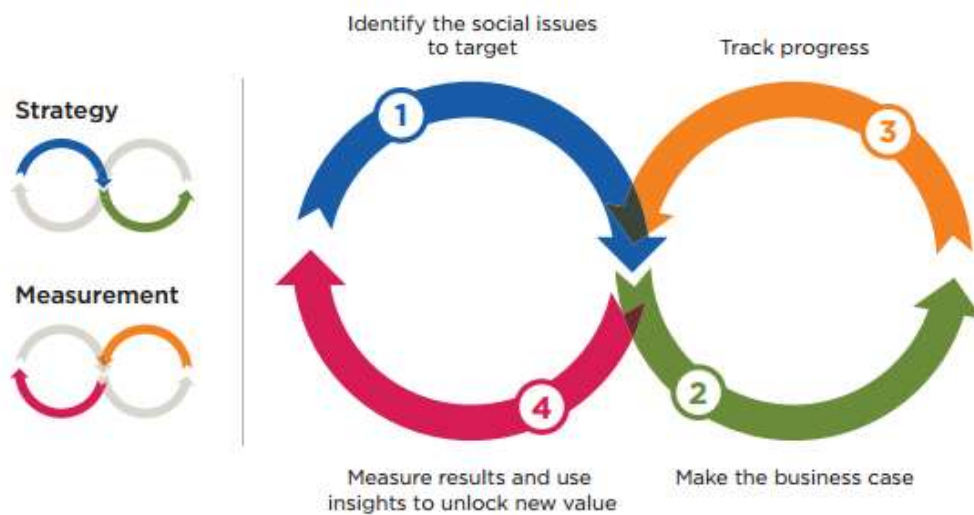 Identify the social issues
to target
Track progress
Strategy
1
3
Measurement
4
2
Measure results and use
insights to unlock new value
Make the business case